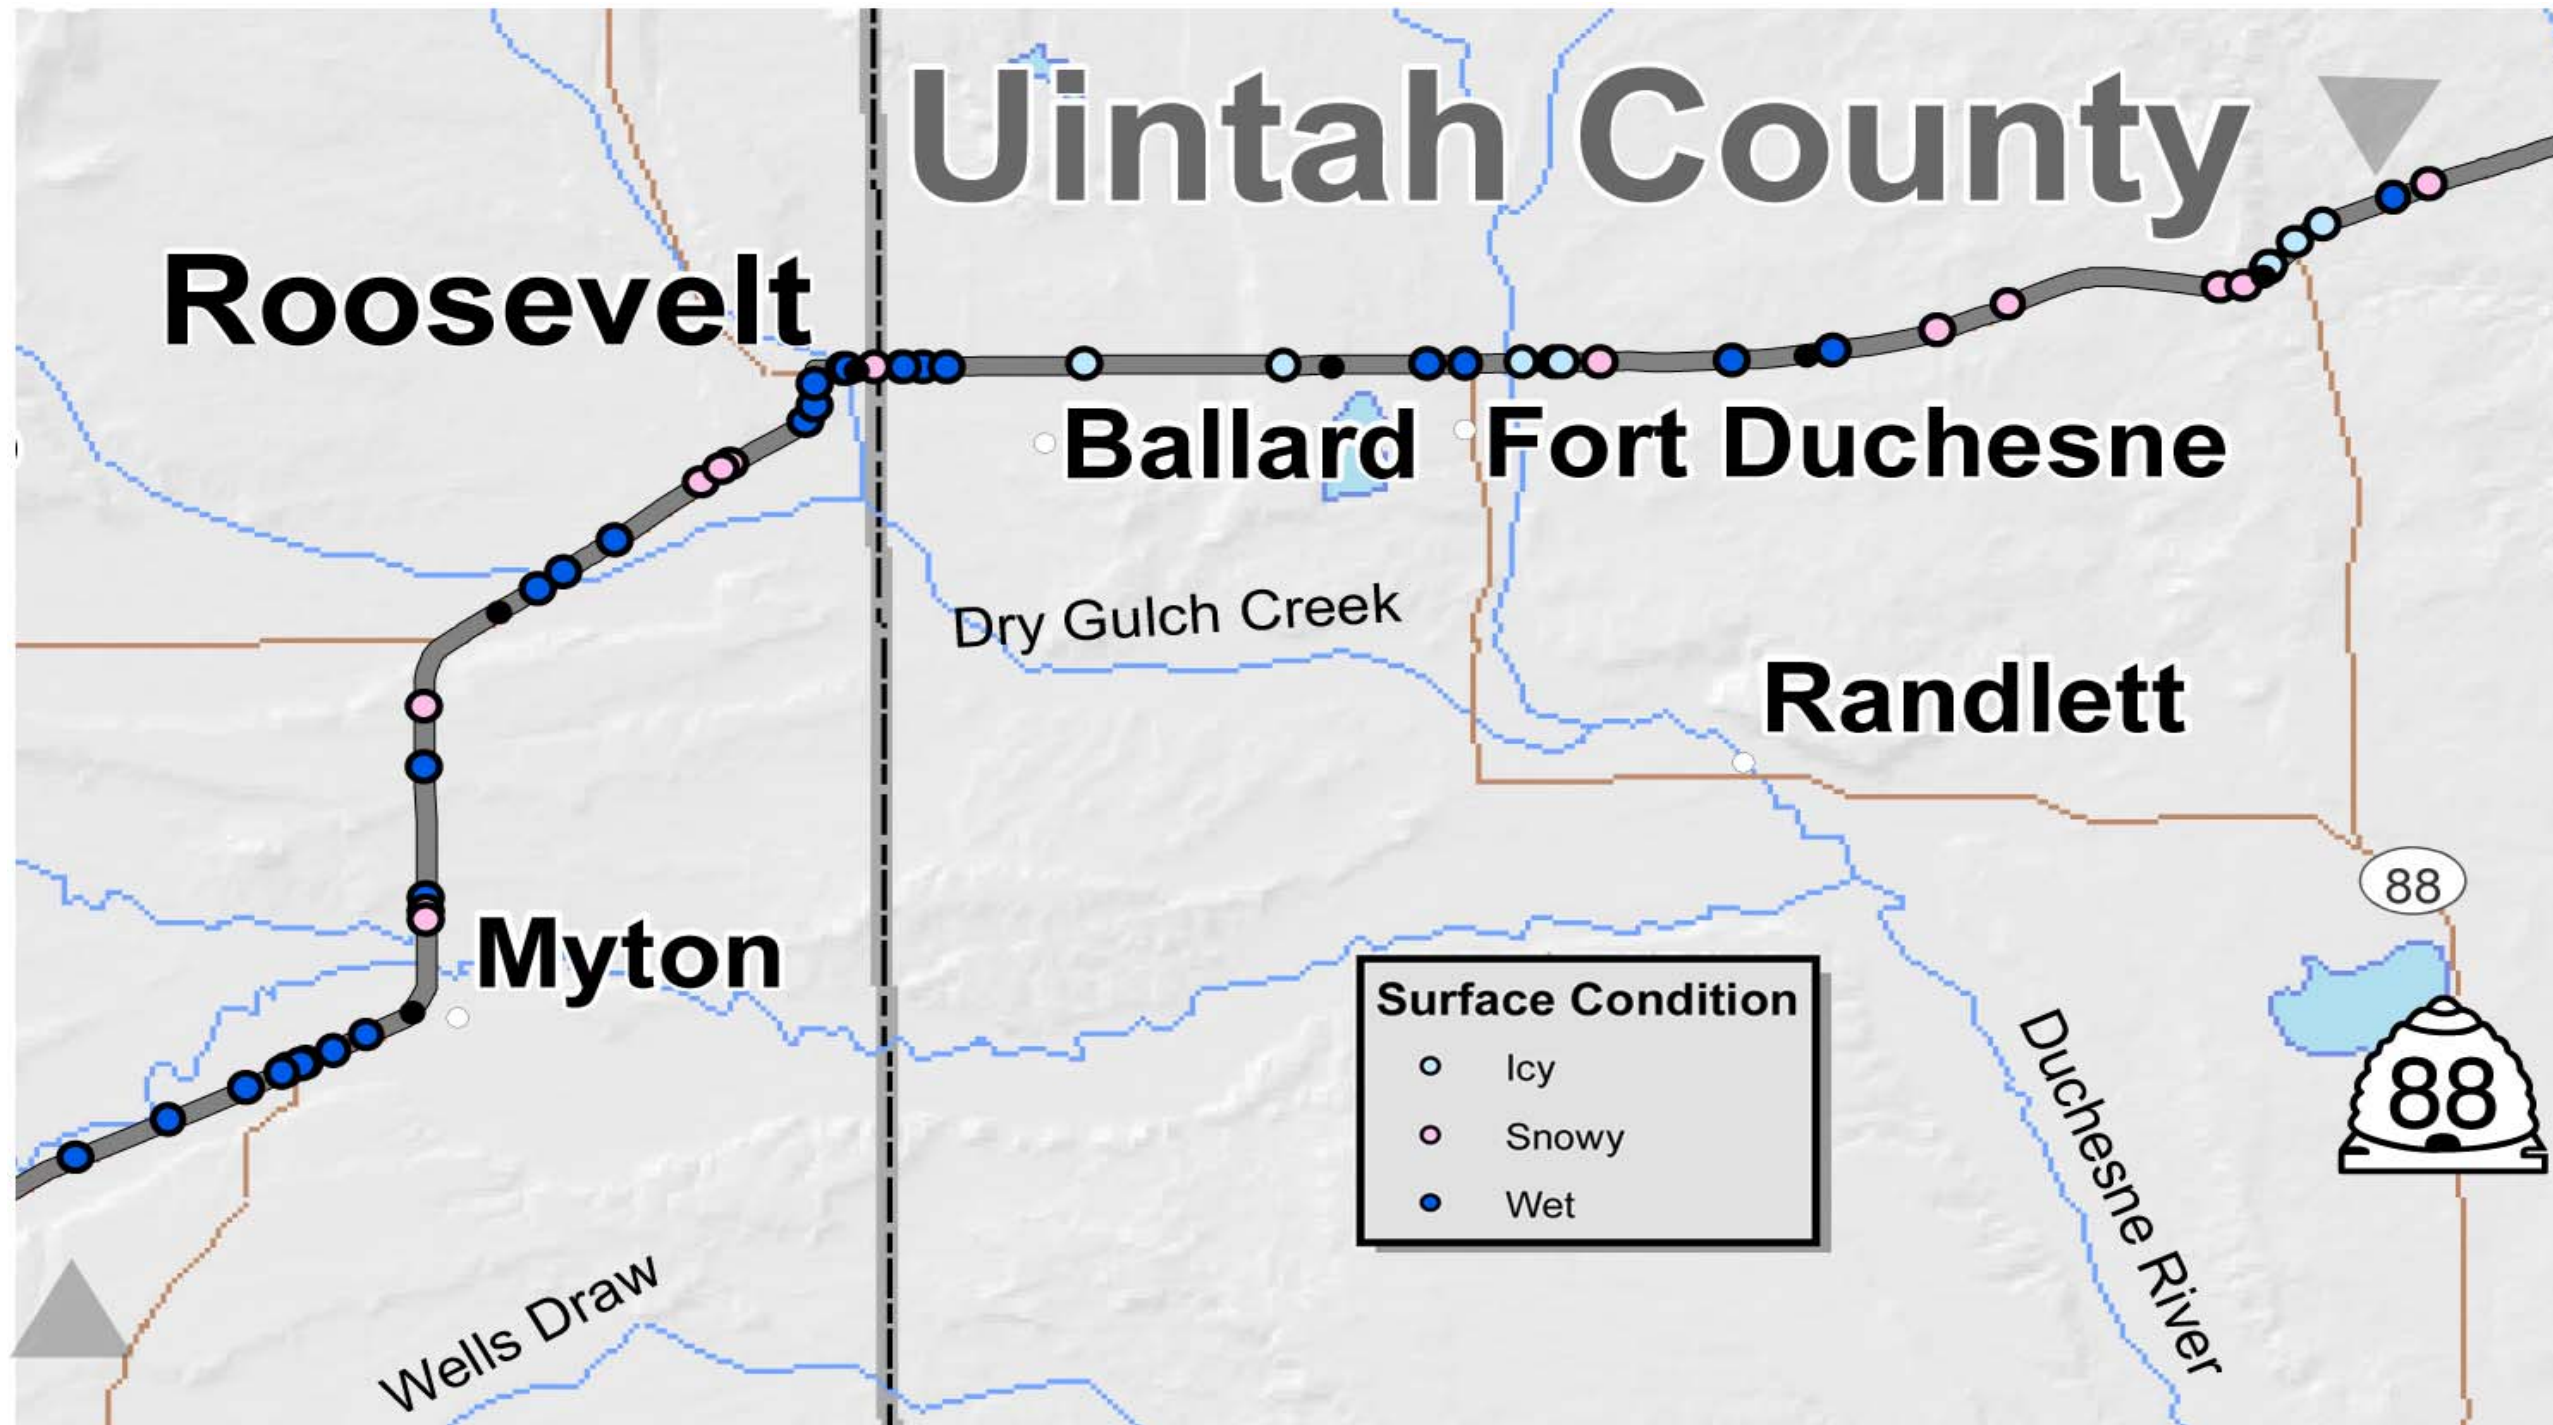 Uintah County
Roosevelt
Ballard
Fort Duchesne
Dry Gulch Creek
Randlett
88
Myton
Surface Condition
Icy
Snowy
Wet
88
Duchesne River
Wells Draw